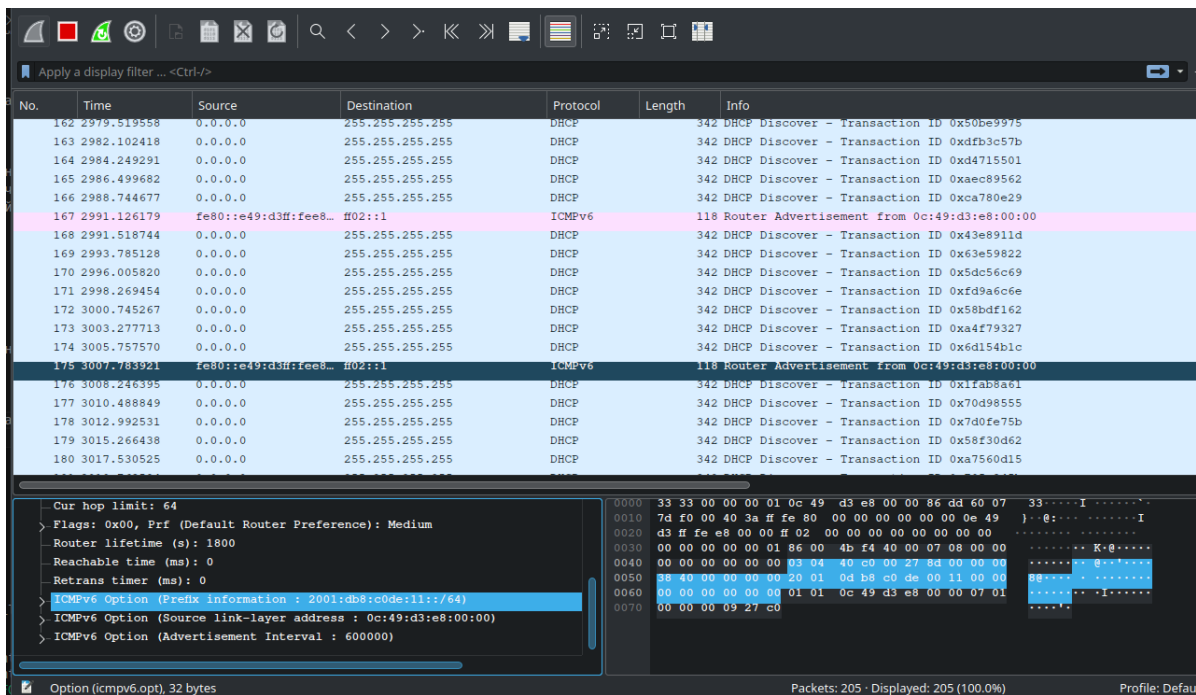 Apply a display filter ... <Ctrl-/>
No. Time Source Destination Protocol Length Info
162 2979.519558 0.0.0.0 255.255.255.255 DHCP 342 DHCP Discover - Transaction ID 0x50be9975
163 2982.102418 0.0.0.0 255.255.255.255 DHCP 342 DHCP Discover - Transaction ID 0xdfb3c57b
164 2984.249291 0.0.0.0 255.255.255.255 DHCP 342 DHCP Discover - Transaction ID 0xd4715501
165 2986.499682 0.0.0.0 255.255.255.255 DHCP 342 DHCP Discover - Transaction ID 0xaec89562
166 2988.744677 0.0.0.0 255.255.255.255 DHCP 342 DHCP Discover - Transaction ID 0xca780e29
167 2991.126179 fe80::e49:d3ff:fee8… ff02::1 ICMPv6 118 Router Advertisement from 0c:49:d3:e8:00:00
168 2991.518744 0.0.0.0 255.255.255.255 DHCP 342 DHCP Discover - Transaction ID 0x43e8911d
169 2993.785128 0.0.0.0 255.255.255.255 DHCP 342 DHCP Discover - Transaction ID 0x63e59822
170 2996.005820 0.0.0.0 255.255.255.255 DHCP 342 DHCP Discover - Transaction ID 0x5dc56c69
171 2998.269454 0.0.0.0 255.255.255.255 DHCP 342 DHCP Discover - Transaction ID 0xfd9a6c6e
172 3000.745267 0.0.0.0 255.255.255.255 DHCP 342 DHCP Discover - Transaction ID 0x58bdf162
173 3003.277713 0.0.0.0 255.255.255.255 DHCP 342 DHCP Discover - Transaction ID 0xa4f79327
174 3005.757570 0.0.0.0 255.255.255.255 DHCP 342 DHCP Discover - Transaction ID 0x6d154b1c
175 3007.783921 fe80::e49:d3ff:fee8… ff02::1 ICMPv6 118 Router Advertisement from 0c:49:d3:e8:00:00
176 3008.246395 0.0.0.0 255.255.255.255 DHCP 342 DHCP Discover - Transaction ID 0x1fab8a61
177 3010.488849 0.0.0.0 255.255.255.255 DHCP 342 DHCP Discover - Transaction ID 0x70d98555
178 3012.992531 0.0.0.0 255.255.255.255 DHCP 342 DHCP Discover - Transaction ID 0x7d0fe75b
179 3015.266438 0.0.0.0 255.255.255.255 DHCP 342 DHCP Discover - Transaction ID 0x58f30d62
180 3017.530525 0.0.0.0 255.255.255.255 DHCP 342 DHCP Discover - Transaction ID 0xa7560d15
Cur hop limit: 64
Flags: 0x00, Prf (Default Router Preference): Medium
Router lifetime (s): 1800
Reachable time (ms): 0
Retrans timer (ms): 0
ICMPv6 Option (Prefix information : 2001:db8:c0de:11::/64)
ICMPv6 Option (Source link-layer address : 0c:49:d3:e8:00:00)
ICMPv6 Option (Advertisement Interval : 600000)
0000 33 33 00 00 00 01 0c 49 d3 e8 00 00 86 dd 60 07 33·····I ······`·
0010 7d f0 00 40 3a ff fe 80 00 00 00 00 00 00 0e 49 }··@:··· ·······I
0020 d3 ff fe e8 00 00 ff 02 00 00 00 00 00 00 00 00 ········ ········
0030 00 00 00 00 00 01 86 00 4b f4 40 00 07 08 00 00 ········ K·@·····
0040 00 00 00 00 00 00 03 04 40 c0 00 27 8d 00 00 00 ········ @··'····
0050 38 40 00 00 00 00 20 01 0d b8 c0 de 00 11 00 00 8@···· · ········
0060 00 00 00 00 00 00 01 01 0c 49 d3 e8 00 00 07 01 ········ ·I······
0070 00 00 00 09 27 c0 ····'·
Option (icmpv6.opt), 32 bytes
Packets: 205 · Displayed: 205 (100.0%)
Profile: Defau